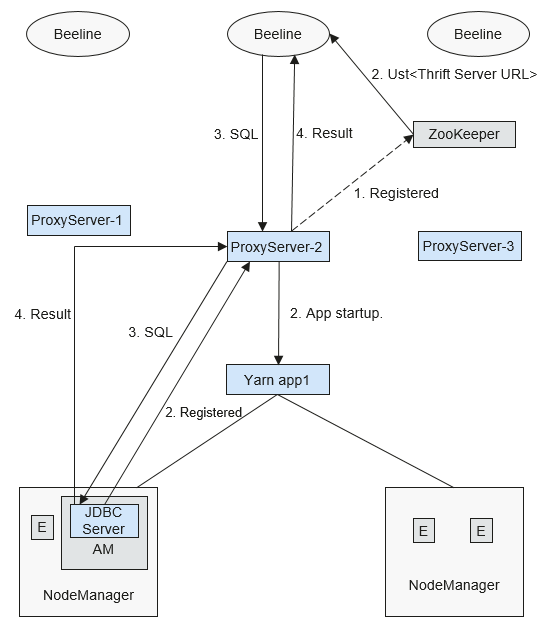 Beeline
Beeline
Beeline
2. Ust<Thrift Server URL>
3. SQL
4. Result
ZooKeeper
1. Registered
ProxyServer-1
ProxyServer-2
ProxyServer-3
4. Result
3. SQL
2. App startup.
Yarn app1
2. Registered
E
JDBC
Server
AM
NodeManager
E
E
NodeManager